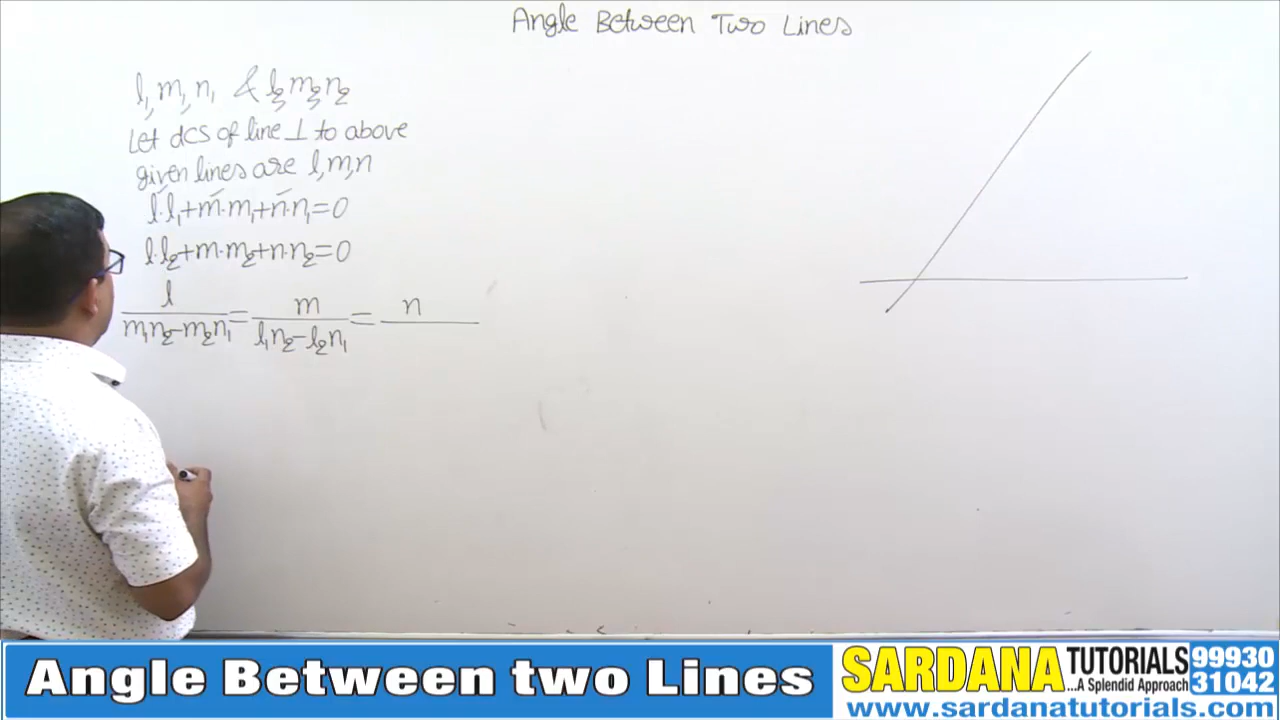 Angle Between Two Lines
l₁, m₁, n₁ & l₂, m₂, n₂
Let dcs of line ⊥ to above
given lines are l, m, n
l·l₁+m·m₁+n·n₁=0
l·l₂+m·m₂+n·n₂=0
l/(m₁n₂-m₂n₁) = m/(l₁n₂-l₂n₁) = n/
Angle Between two Lines
SARDANA TUTORIALS 99930
...A Splendid Approach 31042
www.sardanatutorials.com